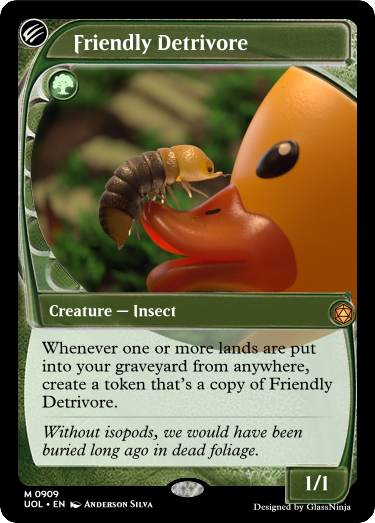 Friendly Detrivore
Creature — Insect
Whenever one or more lands are put
into your graveyard from anywhere,
create a token that's a copy of Friendly
Detrivore.
Without isopods, we would have been
buried long ago in dead foliage.
1/1
M 0909
UOL • EN Anderson Silva
Designed by GlassNinja